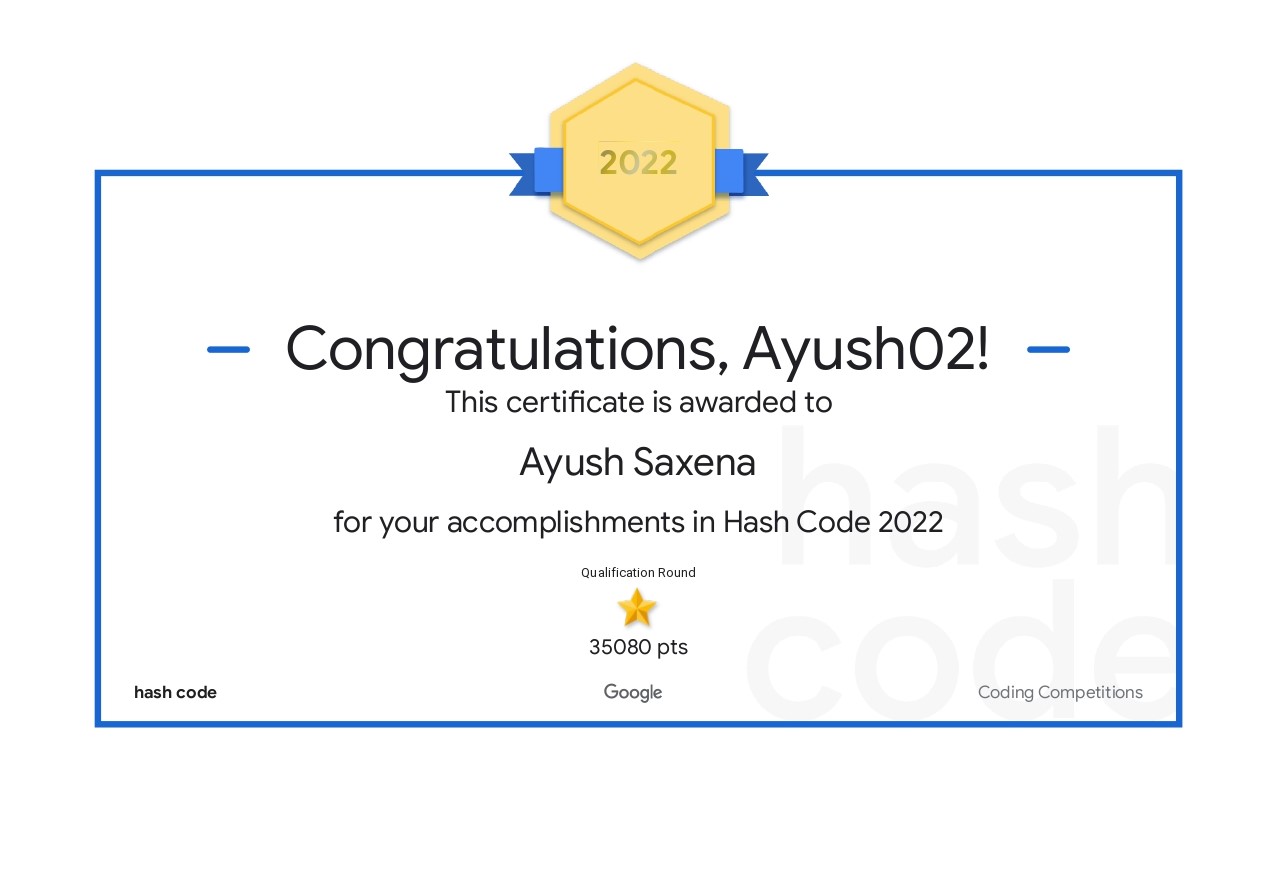 2022
Congratulations, Ayush02!
This certificate is awarded to
Ayush Saxena
for your accomplishments in Hash Code 2022
Qualification Round
35080 pts
hash code
Google
Coding Competitions
hash
code